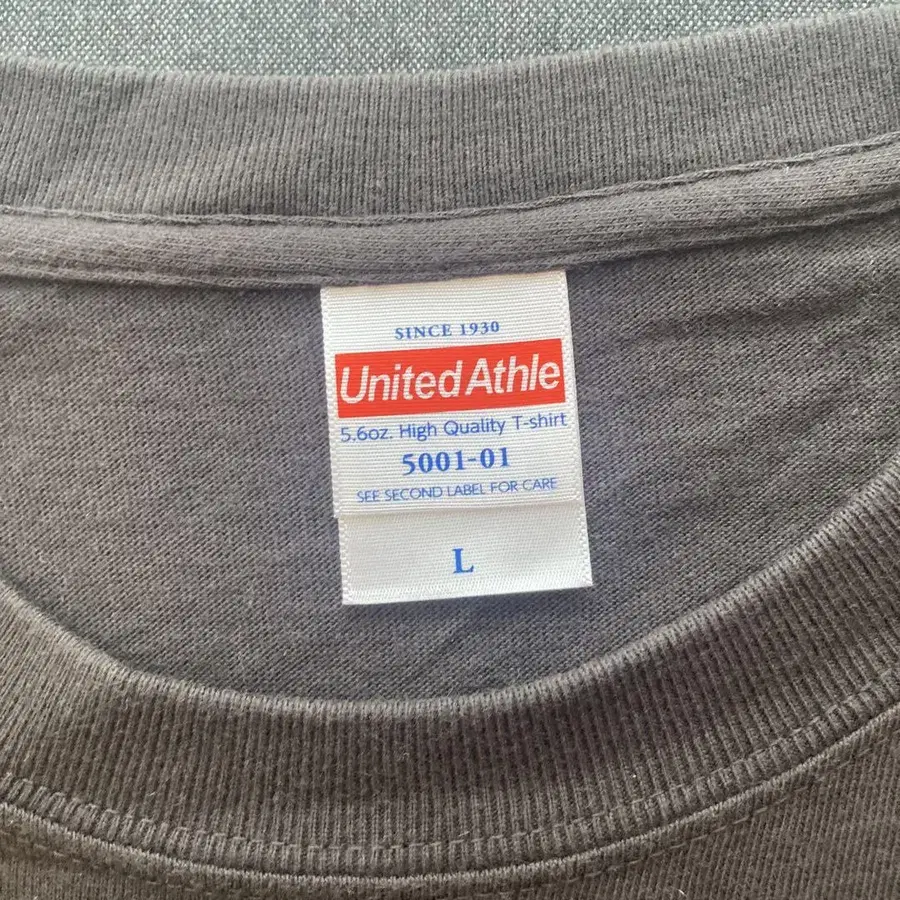 SINCE 1930
United Athle
5.6oz. High Quality T-shirt
5001-01
SEE SECOND LABEL FOR CARE
L